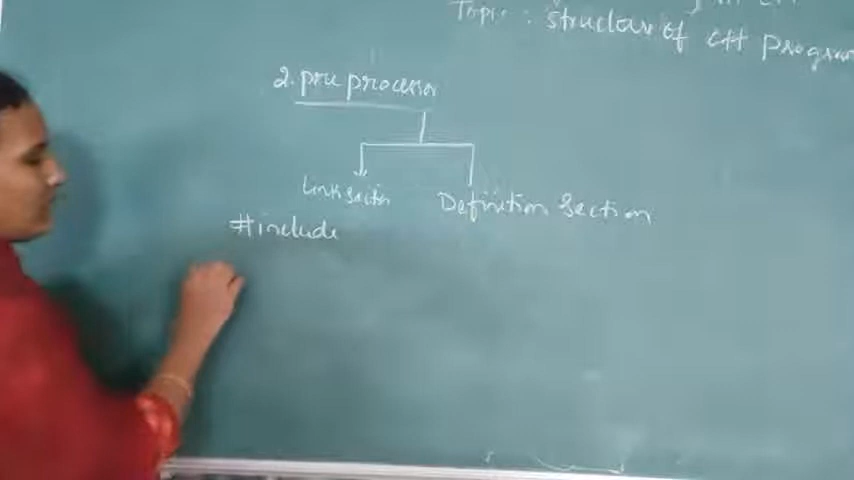 Topic : structure of C++ program
2. pre processor
Link section
Definition Section
#include